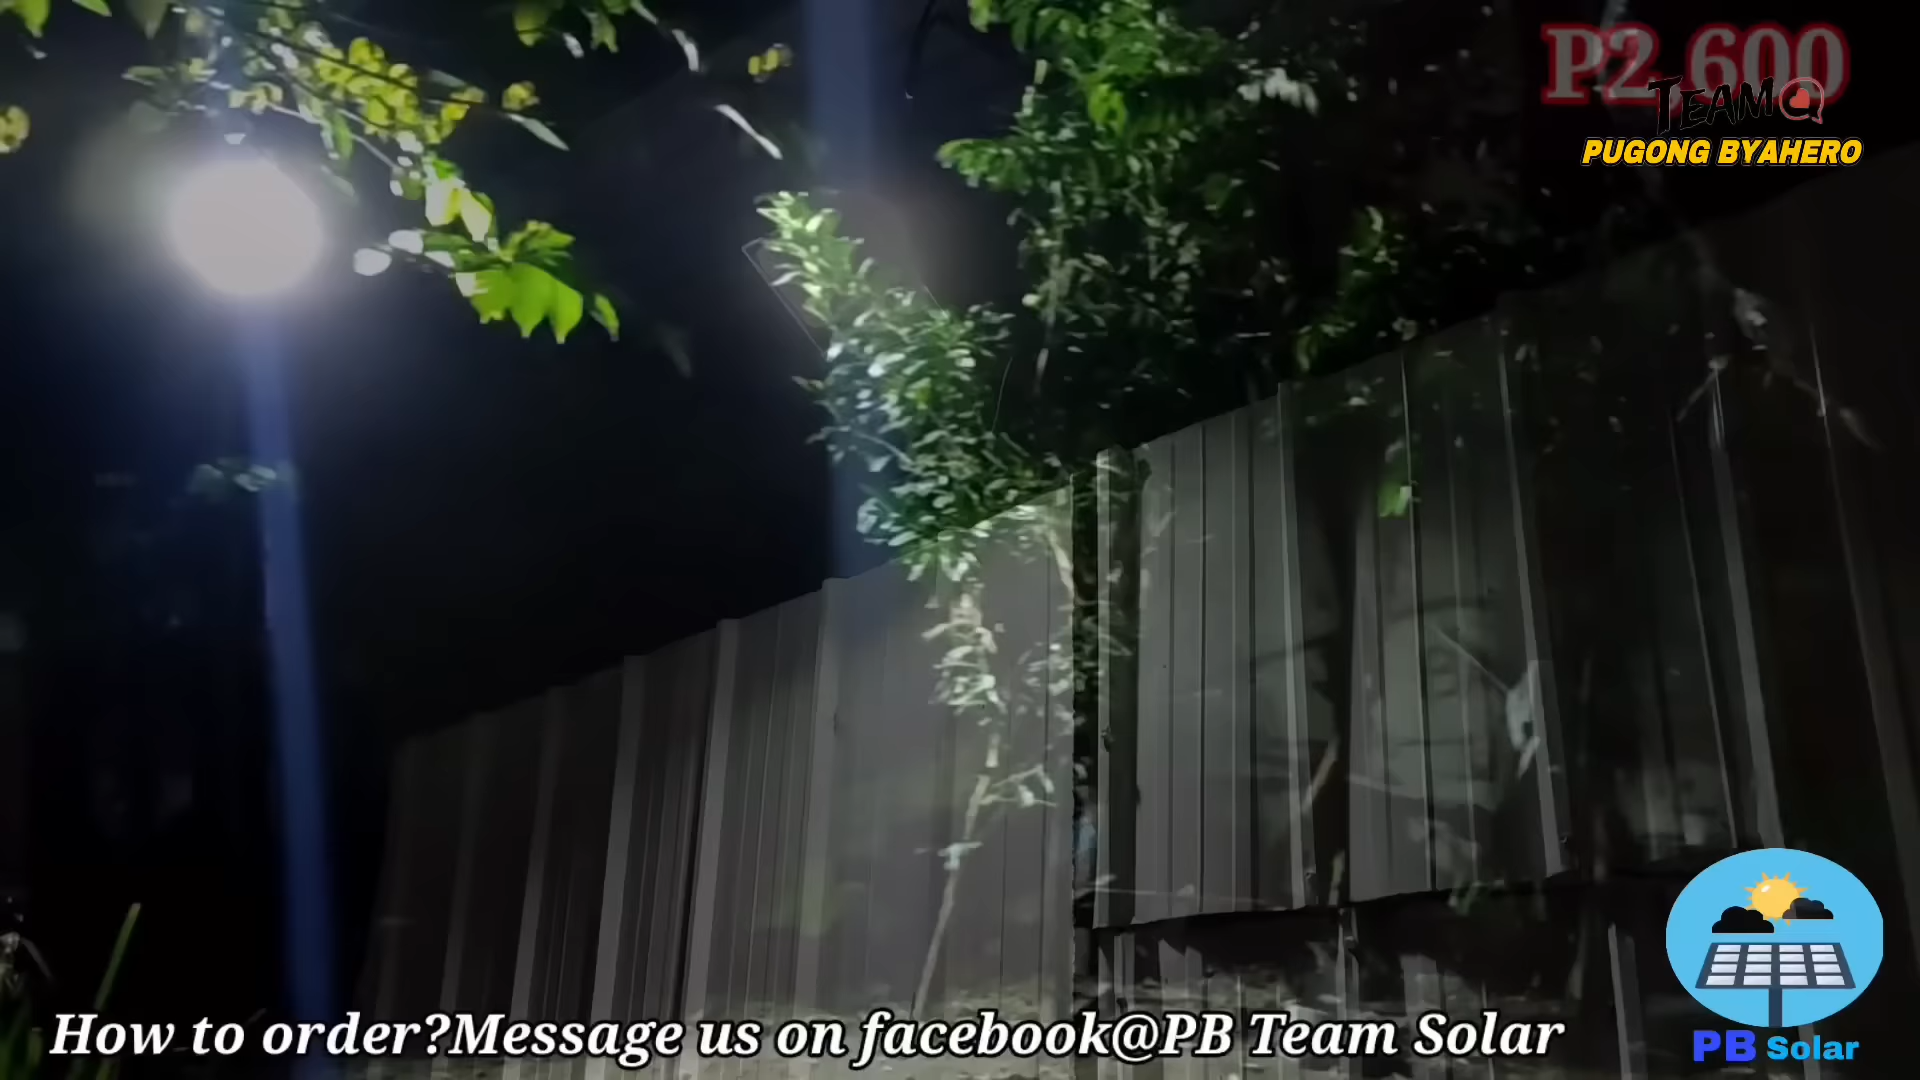 P2,600
TEAM
PUGONG BYAHERO
How to order?Message us on facebook@PB Team Solar
PB Solar